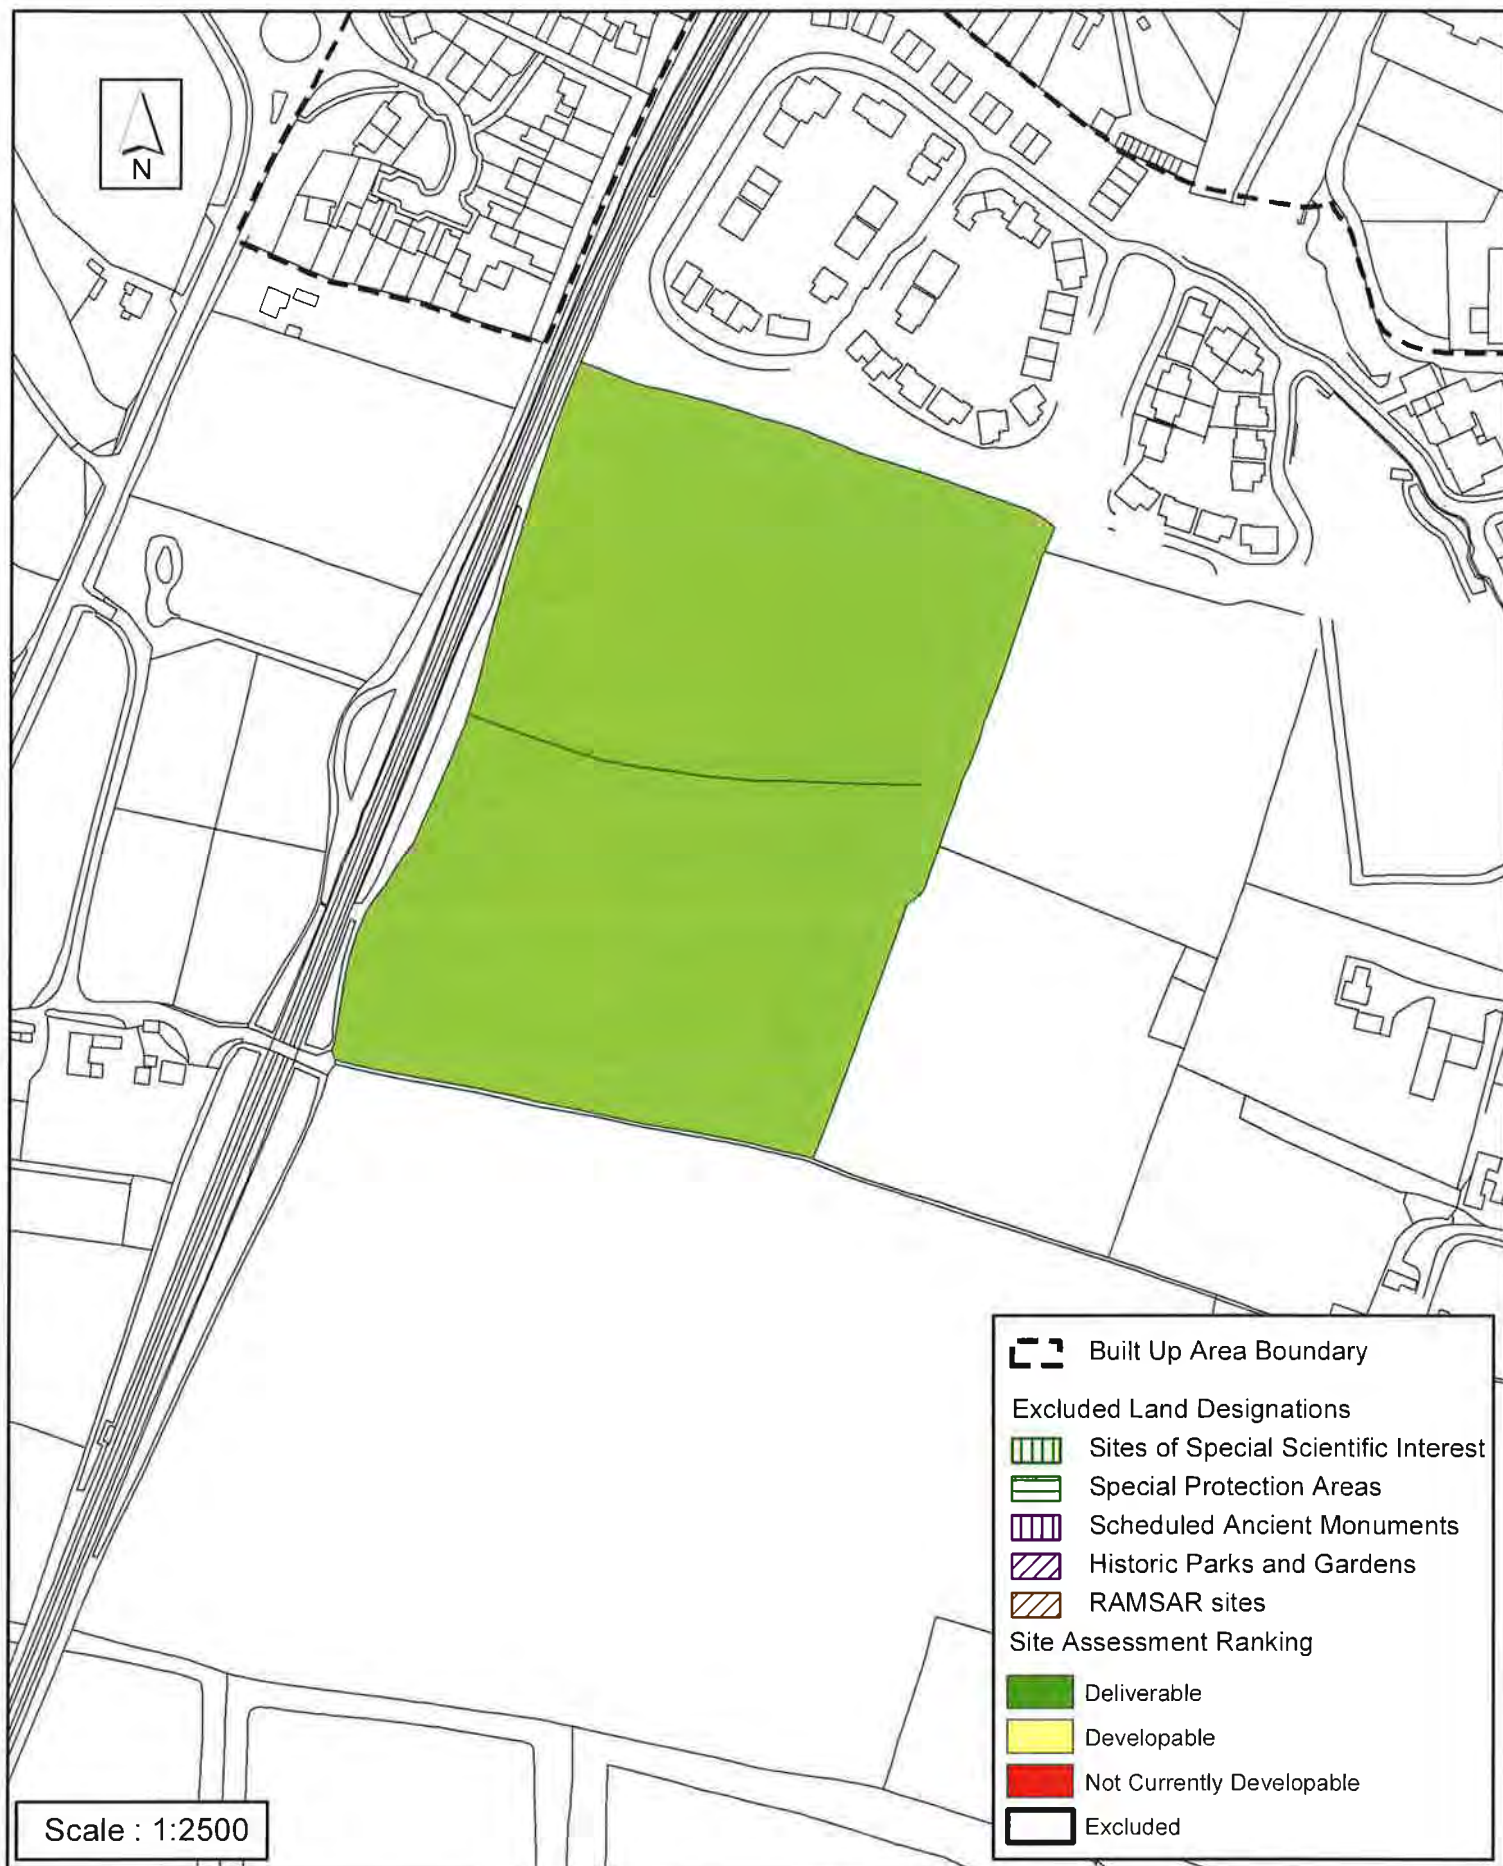 N
Built Up Area Boundary
Excluded Land Designations
Sites of Special Scientific Interest
Special Protection Areas
Scheduled Ancient Monuments
Historic Parks and Gardens
RAMSAR sites
Site Assessment Ranking
Deliverable
Developable
Not Currently Developable
Excluded
Scale : 1:2500